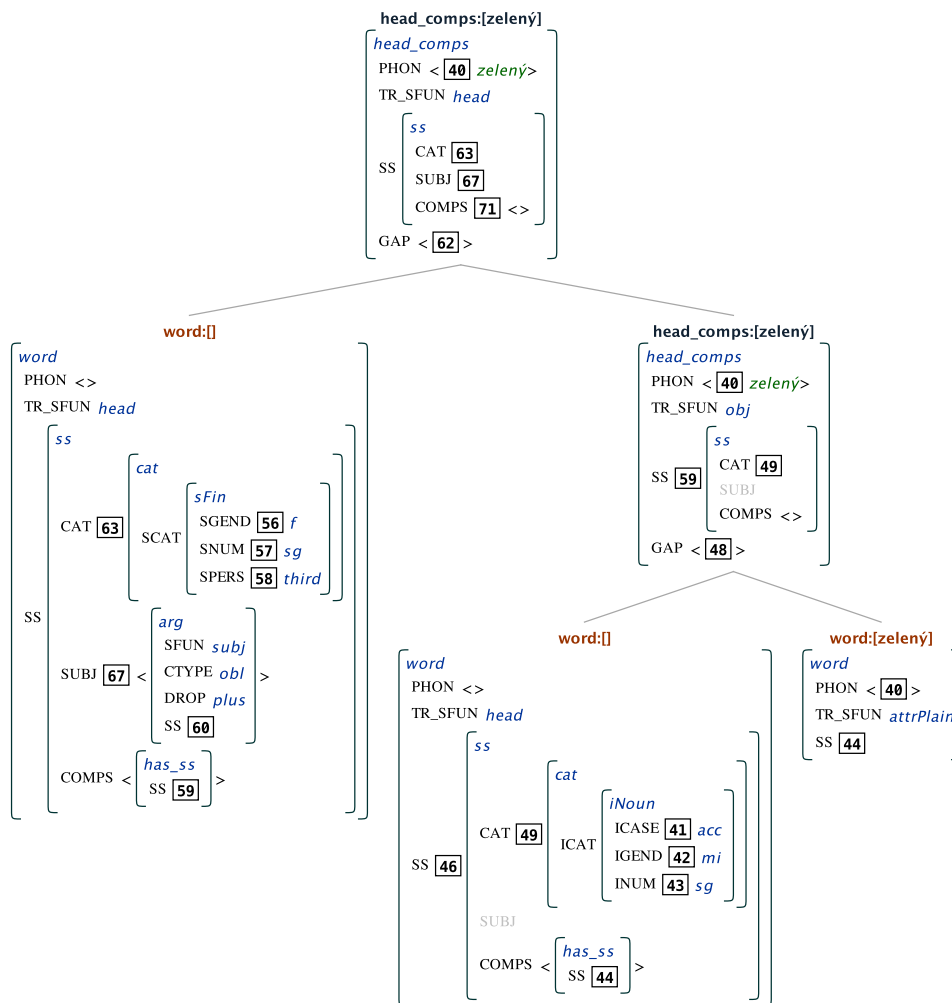 head_comps:[zelený]
head_comps
PHON < 40 zelený>
TR_SFUN head
ss
CAT 63
SS
SUBJ 67
COMPS 71 <>
GAP < 62 >
word:[]
word
PHON <>
TR_SFUN head
ss
cat
sFin
SGEND 56 f
CAT 63
SCAT
SNUM 57 sg
SPERS 58 third
SS
arg
SFUN subj
SUBJ 67 <
CTYPE obl
>
DROP plus
SS 60
has_ss
COMPS <
>
SS 59
head_comps:[zelený]
head_comps
PHON < 40 zelený>
TR_SFUN obj
ss
CAT 49
SS 59
SUBJ
COMPS <>
GAP < 48 >
word:[]
word
PHON <>
TR_SFUN head
ss
cat
iNoun
ICASE 41 acc
CAT 49
ICAT
IGEND 42 mi
SS 46
INUM 43 sg
SUBJ
has_ss
COMPS <
>
SS 44
word:[zelený]
word
PHON < 40 >
TR_SFUN attrPlain
SS 44